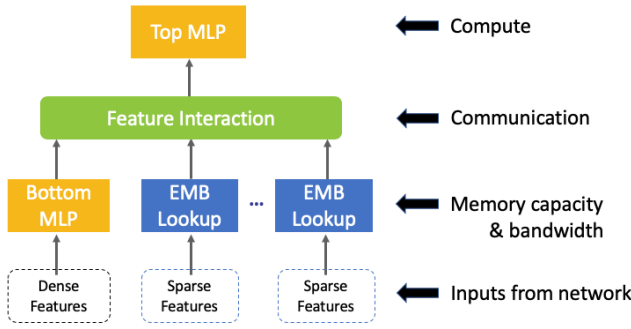 Top MLP
Compute
Feature Interaction
Communication
Bottom
MLP
EMB
Lookup
...
EMB
Lookup
Memory capacity
& bandwidth
Dense
Features
Sparse
Features
Sparse
Features
Inputs from network